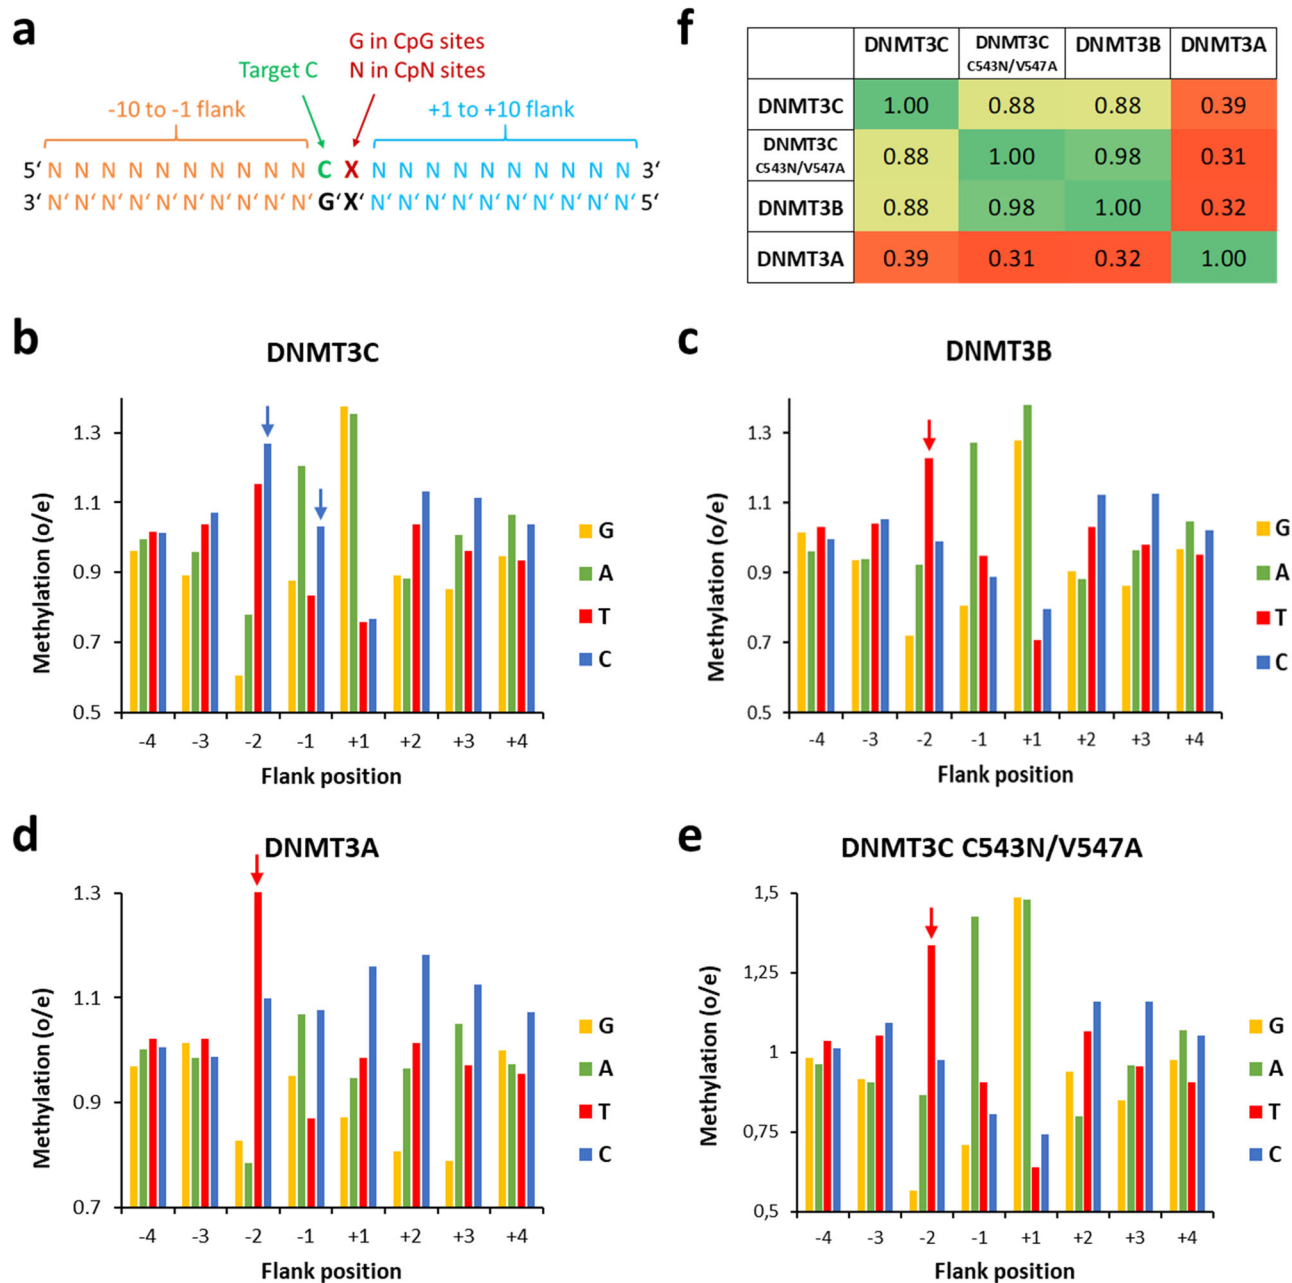 a
G in CpG sites
Target C
N in CpN sites
-10 to -1 flank
+1 to +10 flank
5‘ N N N N N N N N N N C X N N N N N N N N N N 3‘
3‘ N‘ N‘ N‘ N‘ N‘ N‘ N‘ N‘ N‘ N‘ G‘ X‘ N‘ N‘ N‘ N‘ N‘ N‘ N‘ N‘ N‘ N‘ 5‘
f
DNMT3C DNMT3C C543N/V547A DNMT3B DNMT3A
DNMT3C 1.00 0.88 0.88 0.39
DNMT3C C543N/V547A 0.88 1.00 0.98 0.31
DNMT3B 0.88 0.98 1.00 0.32
DNMT3A 0.39 0.31 0.32 1.00
b
DNMT3C
Methylation (o/e)
1.3
1.1
0.9
0.7
0.5
-4 -3 -2 -1 +1 +2 +3 +4
Flank position
G
A
T
C
c
DNMT3B
Methylation (o/e)
1.3
1.1
0.9
0.7
0.5
-4 -3 -2 -1 +1 +2 +3 +4
Flank position
G
A
T
C
d
DNMT3A
Methylation (o/e)
1.3
1.1
0.9
0.7
-4 -3 -2 -1 +1 +2 +3 +4
Flank position
G
A
T
C
e
DNMT3C C543N/V547A
Methylation (o/e)
1,5
1,25
1
0,75
0,5
-4 -3 -2 -1 +1 +2 +3 +4
Flank position
G
A
T
C